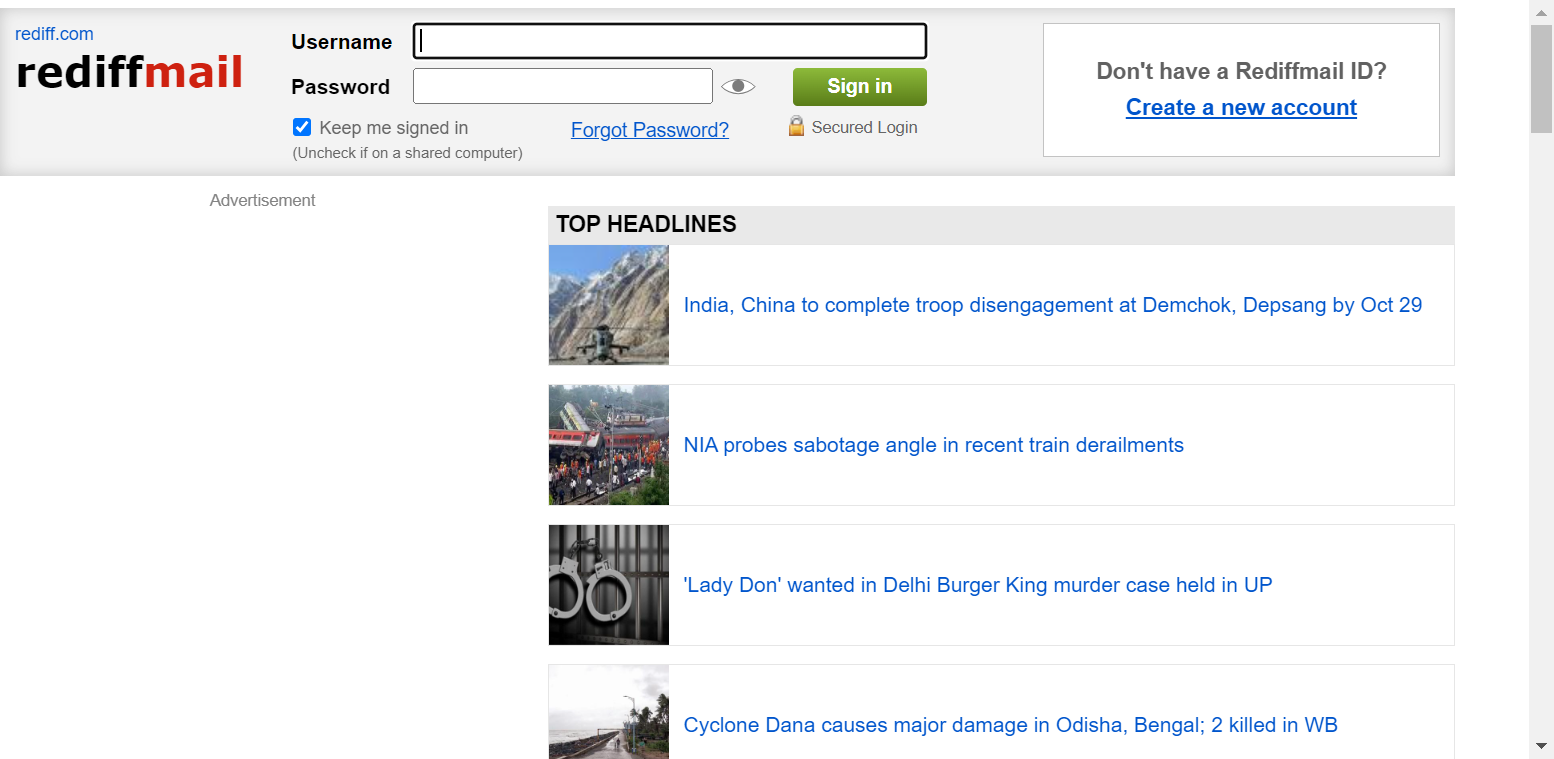 rediff.com
rediffmail
Username
Password
Sign in
Keep me signed in
(Uncheck if on a shared computer)
Forgot Password?
Secured Login
Don't have a Rediffmail ID?
Create a new account
Advertisement
TOP HEADLINES
India, China to complete troop disengagement at Demchok, Depsang by Oct 29
NIA probes sabotage angle in recent train derailments
'Lady Don' wanted in Delhi Burger King murder case held in UP
Cyclone Dana causes major damage in Odisha, Bengal; 2 killed in WB